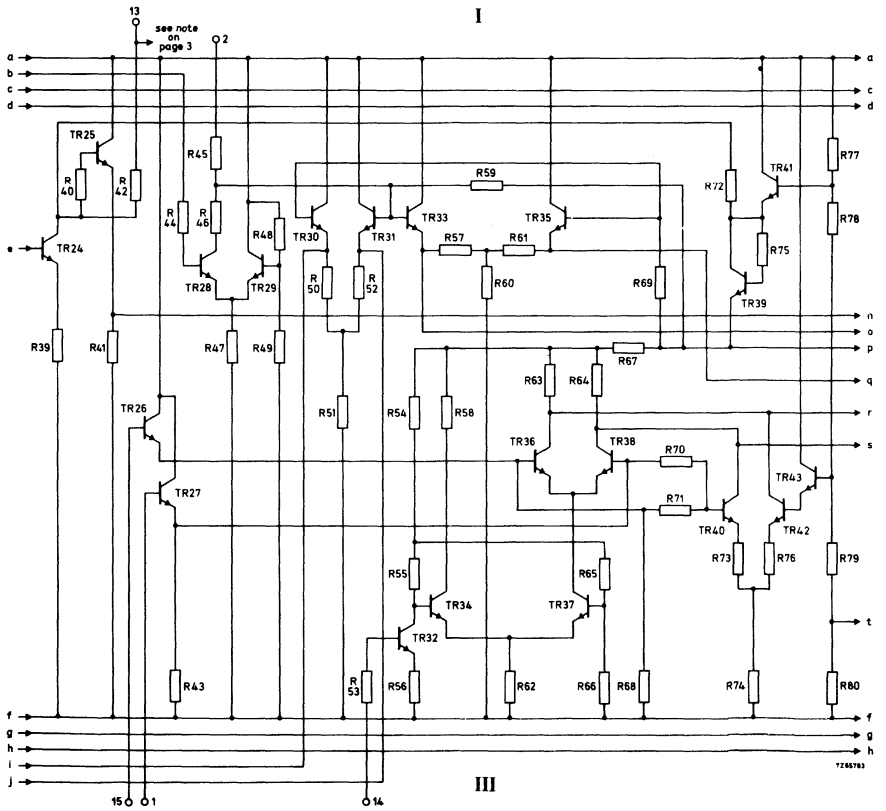 13
I
see note
on
page 3
2
a a
b
c c
d d
TR25
R45
R59
R72
TR41
R77
R
40
R
42
R
44
R
46
R48
TR30
TR31
TR33
TR35
R78
e
TR24
R57
R61
R75
TR28
TR29
R
50
R
52
R60
R69
TR39
n
o
R39
R41
R47
R49
R67
p
R63
R64
q
R51
R54
R58
r
TR26
TR36
TR38
R70
s
TR43
TR27
R71
TR40
TR42
R73
R76
R79
R55
R65
TR34
TR37
t
TR32
R43
R
53
R56
R62
R66
R68
R74
R80
f f
g g
h h
i
7Z65783
j
III
15 1
14